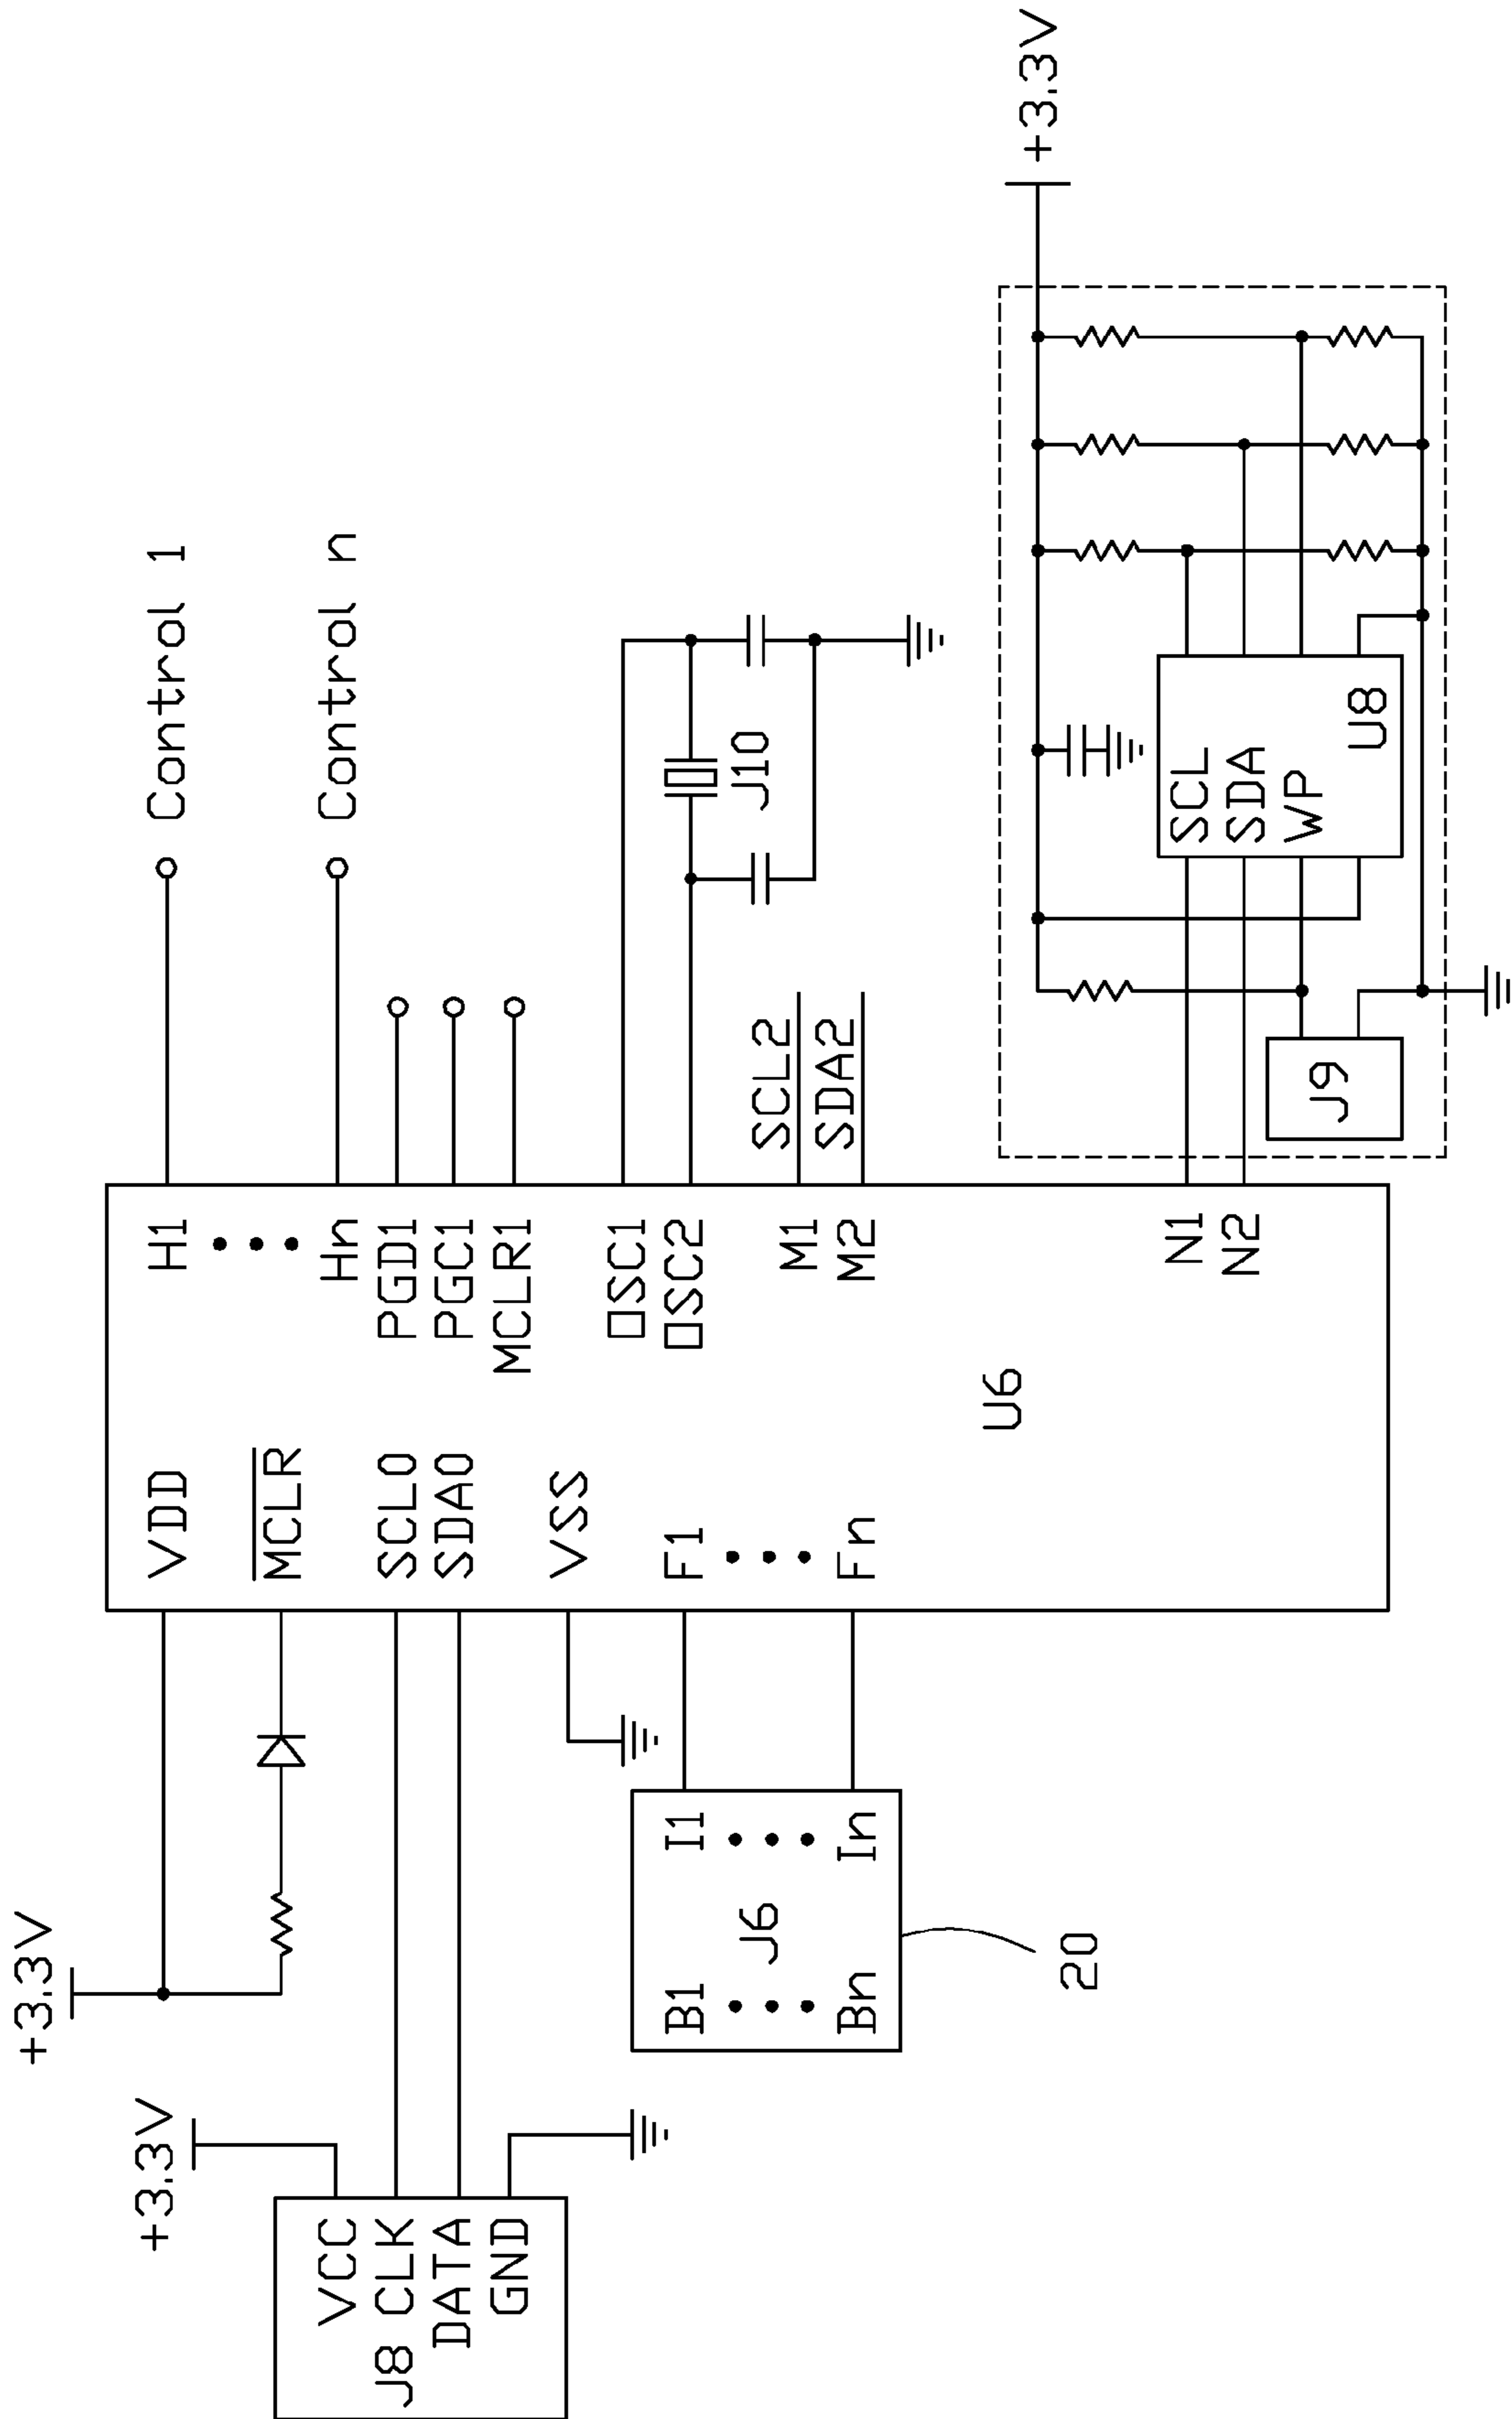 +3.3V
+3.3V
VCC
J8 CLK
DATA
GND
B1
Bn
J6
I1
In
20
VDD
MCLR
SCL0
SDA0
VSS
F1
Fn
U6
H1
Hn
PGD1
PGC1
MCLR1
OSC1
OSC2
M1
M2
N1
N2
Control 1
Control n
J10
SCL2
SDA2
J9
SCL
SDA
WP
U8
+3.3V